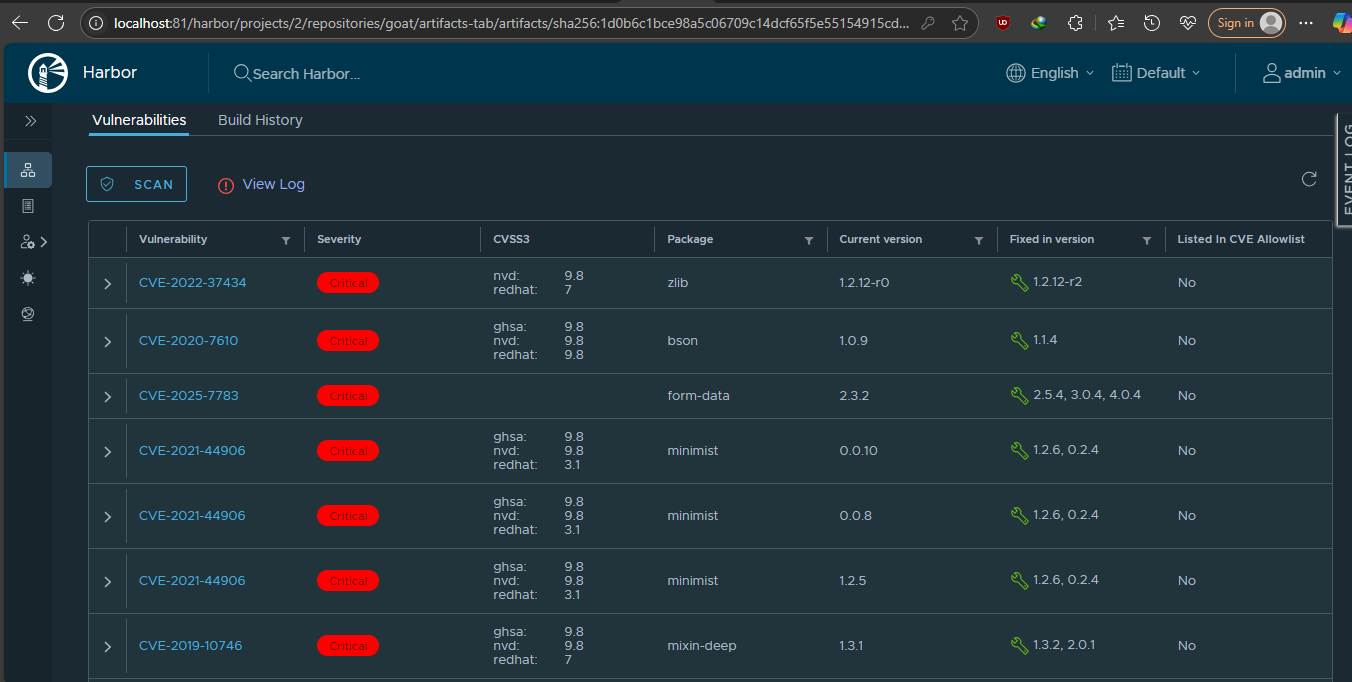 localhost:81/harbor/projects/2/repositories/goat/artifacts-tab/artifacts/sha256:1d0b6c1bce98a5c06709c14dcf65f5e55154915cd...
Sign in
Harbor
Search Harbor...
English
Default
admin
Vulnerabilities
Build History
EVENT LOG
SCAN
View Log
Vulnerability Severity CVSS3 Package Current version Fixed in version Listed In CVE Allowlist
CVE-2022-37434 Critical nvd: 9.8 zlib 1.2.12-r0 1.2.12-r2 No
redhat: 7
ghsa: 9.8
CVE-2020-7610 Critical nvd: 9.8 bson 1.0.9 1.1.4 No
redhat: 9.8
CVE-2025-7783 Critical form-data 2.3.2 2.5.4, 3.0.4, 4.0.4 No
ghsa: 9.8
CVE-2021-44906 Critical nvd: 9.8 minimist 0.0.10 1.2.6, 0.2.4 No
redhat: 3.1
ghsa: 9.8
CVE-2021-44906 Critical nvd: 9.8 minimist 0.0.8 1.2.6, 0.2.4 No
redhat: 3.1
ghsa: 9.8
CVE-2021-44906 Critical nvd: 9.8 minimist 1.2.5 1.2.6, 0.2.4 No
redhat: 3.1
ghsa: 9.8
CVE-2019-10746 Critical nvd: 9.8 mixin-deep 1.3.1 1.3.2, 2.0.1 No
redhat: 7